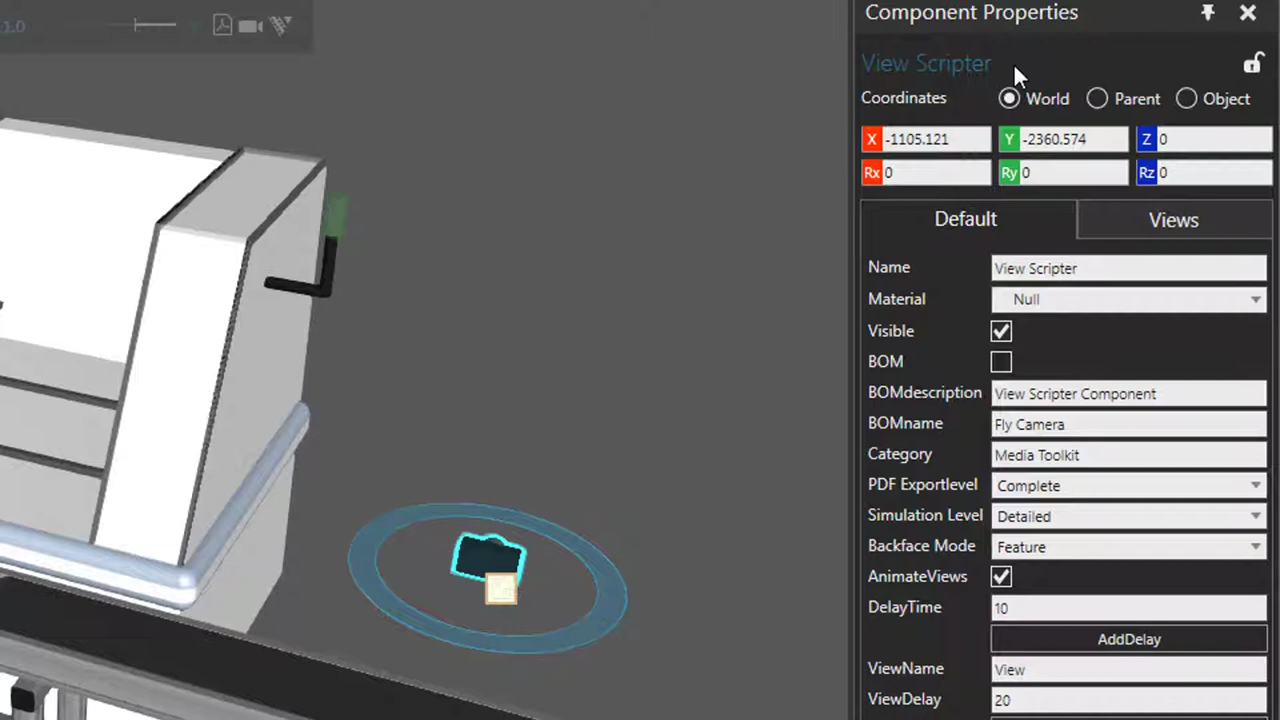 1.0
Component Properties
View Scripter
Coordinates World Parent Object
X -1105.121 Y -2360.574 Z 0
Rx 0 Ry 0 Rz 0
Default Views
Name View Scripter
Material Null
Visible
BOM
BOMdescription View Scripter Component
BOMname Fly Camera
Category Media Toolkit
PDF Exportlevel Complete
Simulation Level Detailed
Backface Mode Feature
AnimateViews
DelayTime 10
AddDelay
ViewName View
ViewDelay 20